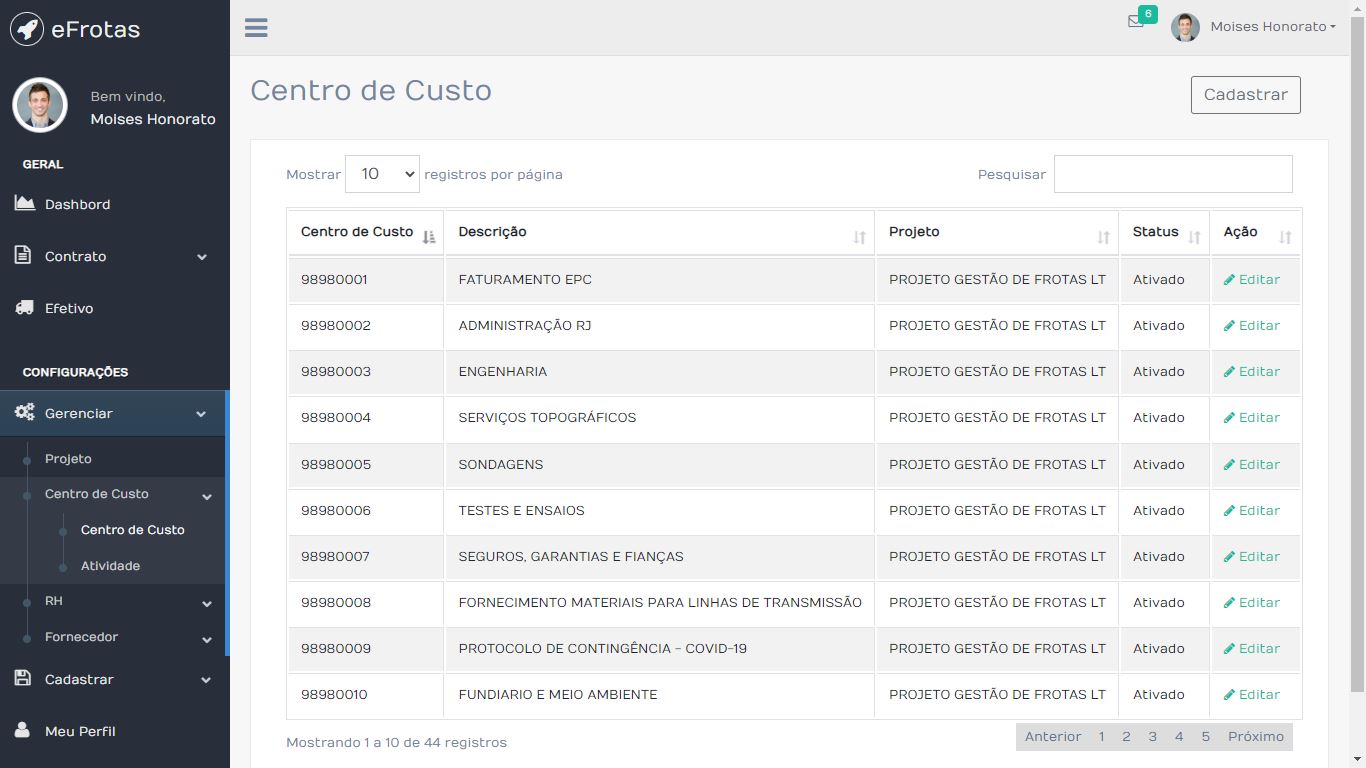 eFrotas
6
Moises Honorato
Bem vindo,
Moises Honorato
GERAL
Dashbord
Contrato
Efetivo
CONFIGURAÇÕES
Gerenciar
Projeto
Centro de Custo
Centro de Custo
Atividade
RH
Fornecedor
Cadastrar
Meu Perfil
Centro de Custo
Cadastrar
Mostrar 10 registros por página
Pesquisar
Centro de Custo Descrição Projeto Status Ação
98980001 FATURAMENTO EPC PROJETO GESTÃO DE FROTAS LT Ativado Editar
98980002 ADMINISTRAÇÃO RJ PROJETO GESTÃO DE FROTAS LT Ativado Editar
98980003 ENGENHARIA PROJETO GESTÃO DE FROTAS LT Ativado Editar
98980004 SERVIÇOS TOPOGRÁFICOS PROJETO GESTÃO DE FROTAS LT Ativado Editar
98980005 SONDAGENS PROJETO GESTÃO DE FROTAS LT Ativado Editar
98980006 TESTES E ENSAIOS PROJETO GESTÃO DE FROTAS LT Ativado Editar
98980007 SEGUROS, GARANTIAS E FIANÇAS PROJETO GESTÃO DE FROTAS LT Ativado Editar
98980008 FORNECIMENTO MATERIAIS PARA LINHAS DE TRANSMISSÃO PROJETO GESTÃO DE FROTAS LT Ativado Editar
98980009 PROTOCOLO DE CONTINGÊNCIA - COVID-19 PROJETO GESTÃO DE FROTAS LT Ativado Editar
98980010 FUNDIARIO E MEIO AMBIENTE PROJETO GESTÃO DE FROTAS LT Ativado Editar
Mostrando 1 a 10 de 44 registros
Anterior 1 2 3 4 5 Próximo